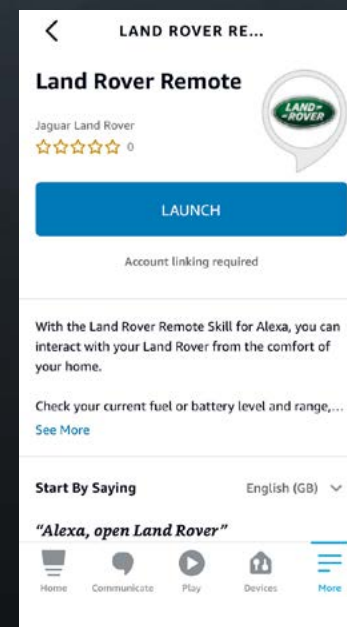 LAND ROVER RE...
Land Rover Remote
LAND-
-ROVER
Jaguar Land Rover
0
LAUNCH
Account linking required
With the Land Rover Remote Skill for Alexa, you can
interact with your Land Rover from the comfort of
your home.
Check your current fuel or battery level and range,...
See More
Start By Saying
English (GB)
"Alexa, open Land Rover"
Home
Communicate
Play
Devices
More